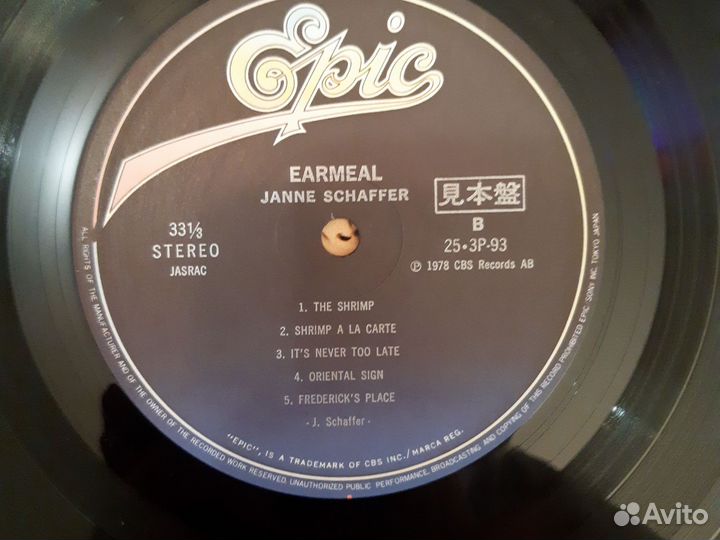 Epic
EARMEAL
JANNE SCHAFFER
見本盤
33⅓
STEREO
JASRAC
B
25•3P-93
Ⓟ 1978 CBS Records AB
1. THE SHRIMP
2. SHRIMP A LA CARTE
3. IT'S NEVER TOO LATE
4. ORIENTAL SIGN
5. FREDERICK'S PLACE
- J. Schaffer -
"EPIC", IS A TRADEMARK OF CBS INC./MARCA REG.
ALL RIGHTS OF THE MANUFACTURER AND OF THE OWNER OF THE RECORDED WORK RESERVED. UNAUTHORIZED PUBLIC PERFORMANCE, BROADCASTING AND COPYING OF THIS RECORD PROHIBITED EPIC SONY INC. TOKYO JAPAN
Avito